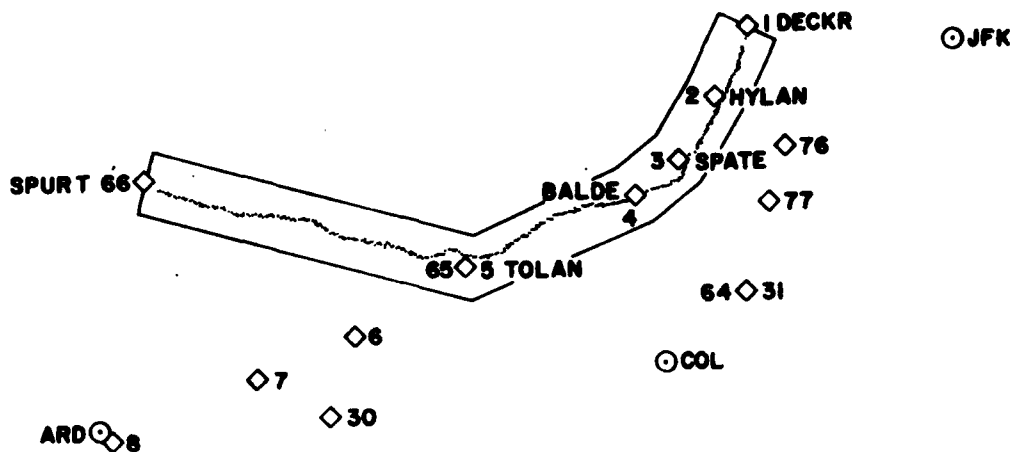 1 DECKR
JFK
2 HYLAN
76
3 SPATE
SPURT 66
BALDE
4
77
65 5 TOLAN
64 31
6
COL
7
30
ARD
8